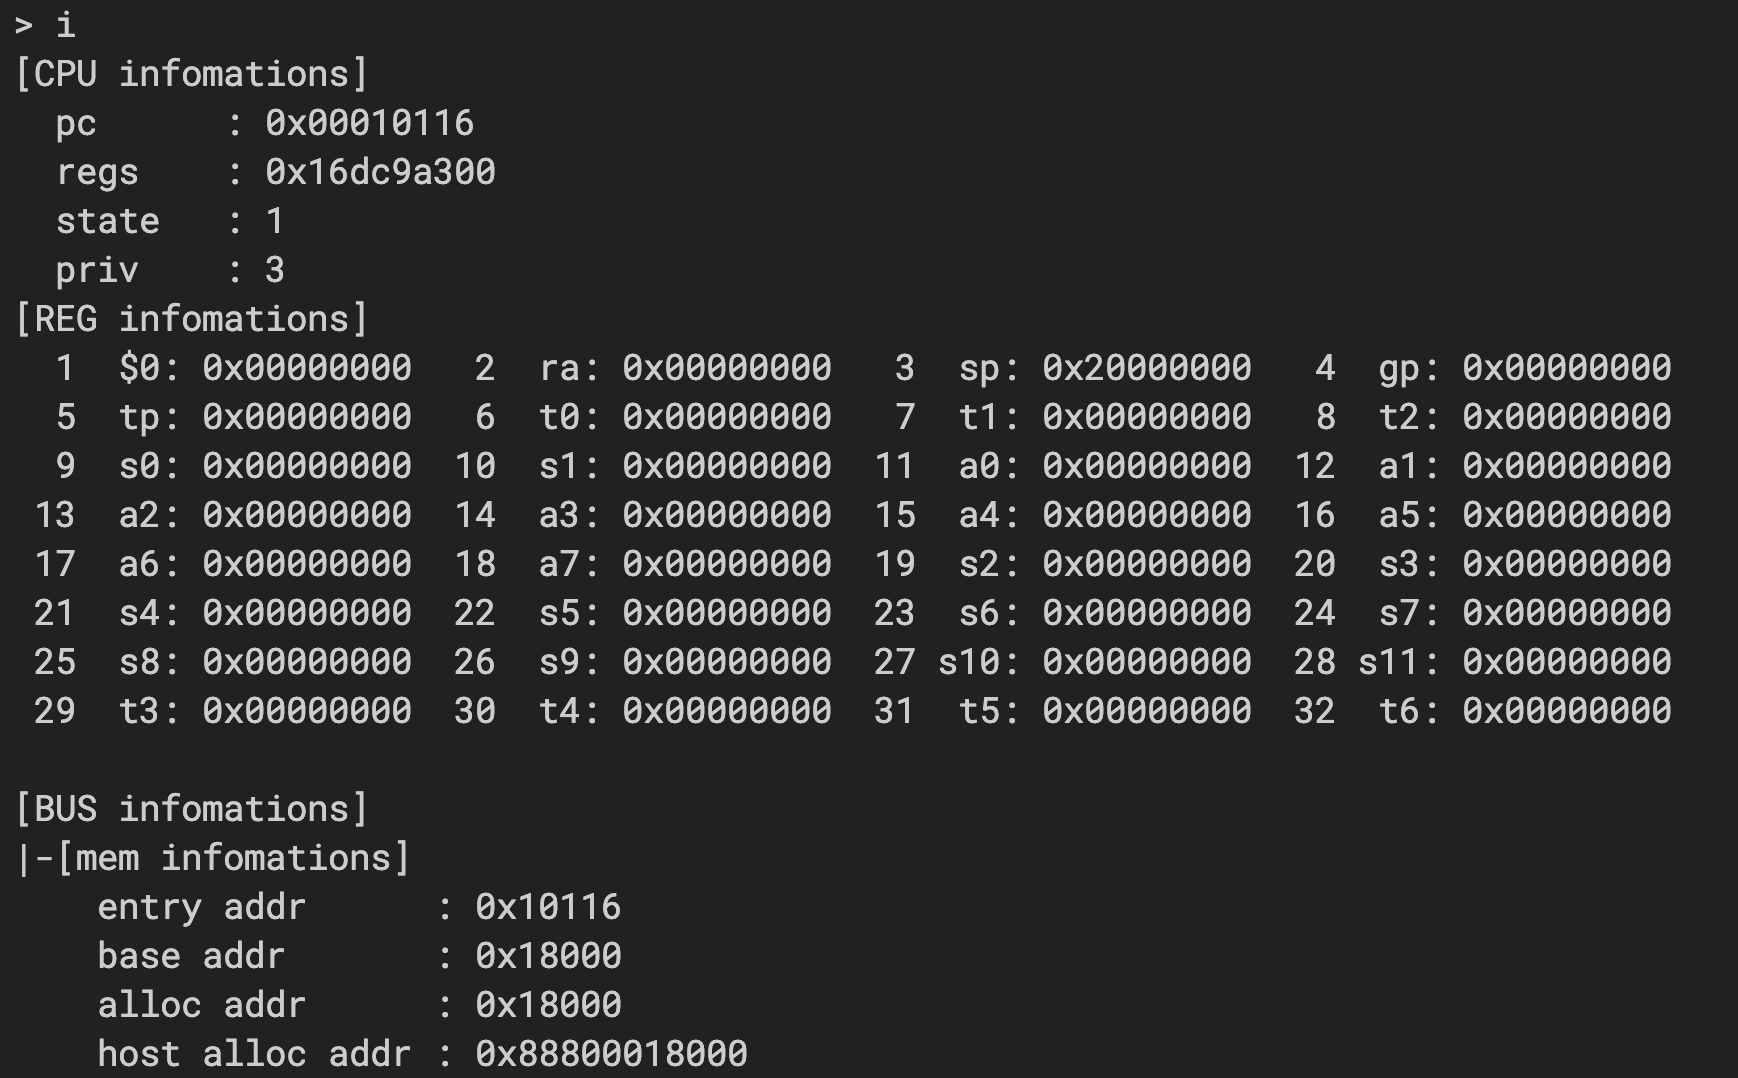 > i
[CPU infomations]
  pc      : 0x00010116
  regs    : 0x16dc9a300
  state   : 1
  priv    : 3
[REG infomations]
  1  $0: 0x00000000   2  ra: 0x00000000   3  sp: 0x20000000   4  gp: 0x00000000
  5  tp: 0x00000000   6  t0: 0x00000000   7  t1: 0x00000000   8  t2: 0x00000000
  9  s0: 0x00000000  10  s1: 0x00000000  11  a0: 0x00000000  12  a1: 0x00000000
 13  a2: 0x00000000  14  a3: 0x00000000  15  a4: 0x00000000  16  a5: 0x00000000
 17  a6: 0x00000000  18  a7: 0x00000000  19  s2: 0x00000000  20  s3: 0x00000000
 21  s4: 0x00000000  22  s5: 0x00000000  23  s6: 0x00000000  24  s7: 0x00000000
 25  s8: 0x00000000  26  s9: 0x00000000  27 s10: 0x00000000  28 s11: 0x00000000
 29  t3: 0x00000000  30  t4: 0x00000000  31  t5: 0x00000000  32  t6: 0x00000000

[BUS infomations]
|-[mem infomations]
    entry addr      : 0x10116
    base addr       : 0x18000
    alloc addr      : 0x18000
    host alloc addr : 0x88800018000